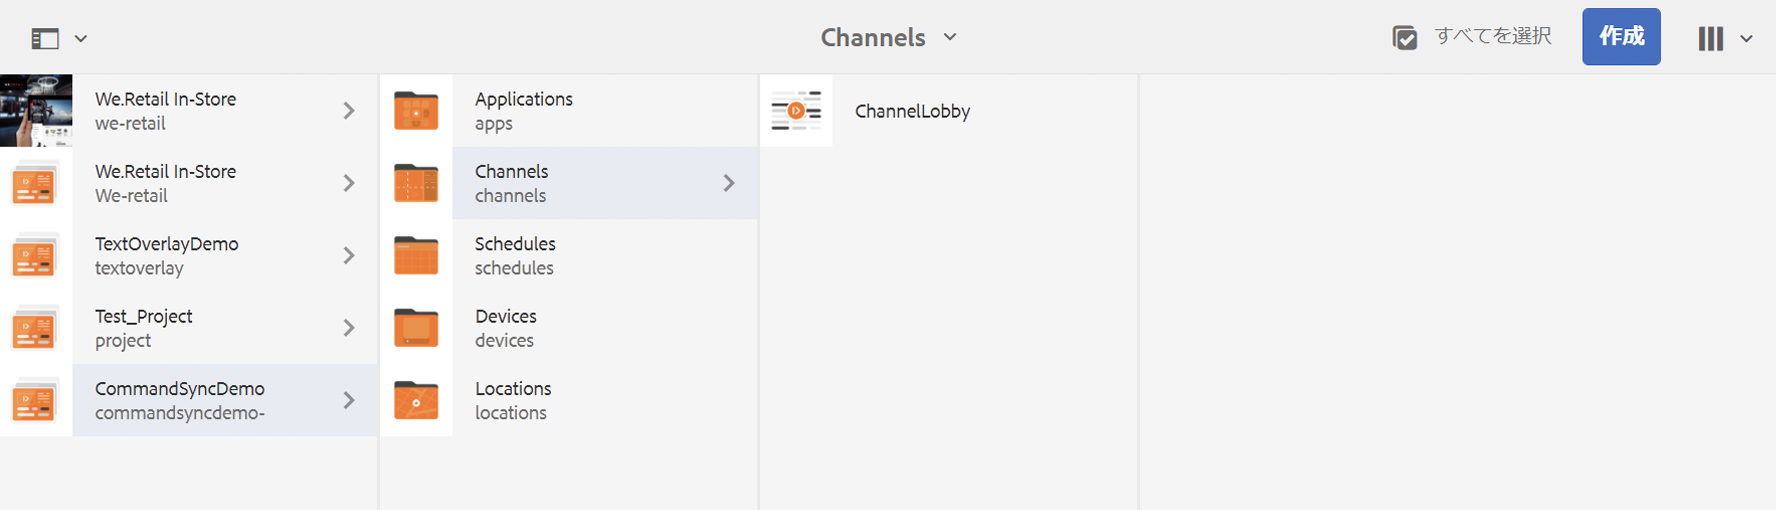 Channels
すべてを選択
作成
We.Retail In-Store
we-retail
We.Retail In-Store
We-retail
TextOverlayDemo
textoverlay
Test_Project
project
CommandSyncDemo
commandsyncdemo-
Applications
apps
Channels
channels
Schedules
schedules
Devices
devices
Locations
locations
ChannelLobby